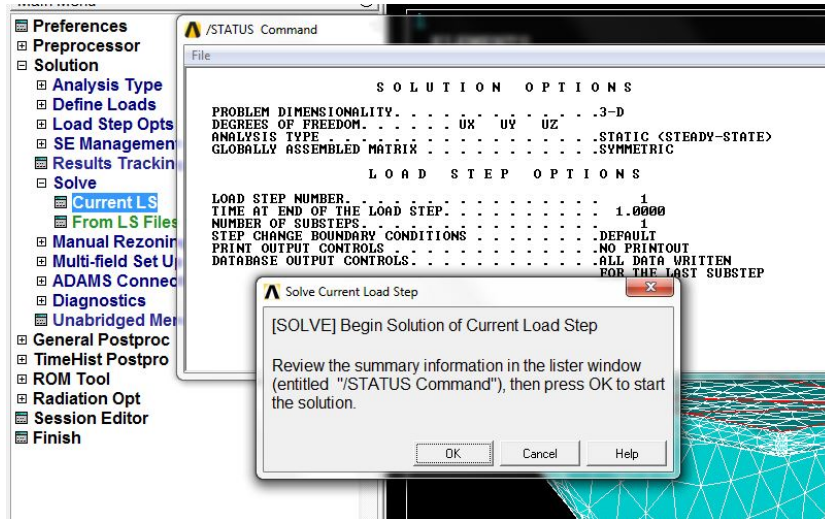 Preferences
Preprocessor
Solution
Analysis Type
Define Loads
Load Step Opts
SE Managemen
Results Trackin
Solve
Current LS
From LS Files
Manual Rezonin
Multi-field Set U
ADAMS Connec
Diagnostics
Unabridged Me
General Postproc
TimeHist Postpro
ROM Tool
Radiation Opt
Session Editor
Finish
/STATUS Command
File
S O L U T I O N   O P T I O N S
PROBLEM DIMENSIONALITY. . . . . . . . . . . . .3-D
DEGREES OF FREEDOM. . . . . . UX   UY   UZ
ANALYSIS TYPE . . . . . . . . . . . . . . . . .STATIC (STEADY-STATE)
GLOBALLY ASSEMBLED MATRIX . . . . . . . . . . .SYMMETRIC
L O A D   S T E P   O P T I O N S
LOAD STEP NUMBER. . . . . . . . . . . . . . . . 1
TIME AT END OF THE LOAD STEP. . . . . . . . . . 1.0000
NUMBER OF SUBSTEPS. . . . . . . . . . . . . . . 1
STEP CHANGE BOUNDARY CONDITIONS . . . . . . . .DEFAULT
PRINT OUTPUT CONTROLS . . . . . . . . . . . . .NO PRINTOUT
DATABASE OUTPUT CONTROLS. . . . . . . . . . . .ALL DATA WRITTEN
FOR THE LAST SUBSTEP
Solve Current Load Step
[SOLVE] Begin Solution of Current Load Step
Review the summary information in the lister window
(entitled "/STATUS Command"), then press OK to start
the solution.
OK
Cancel
Help